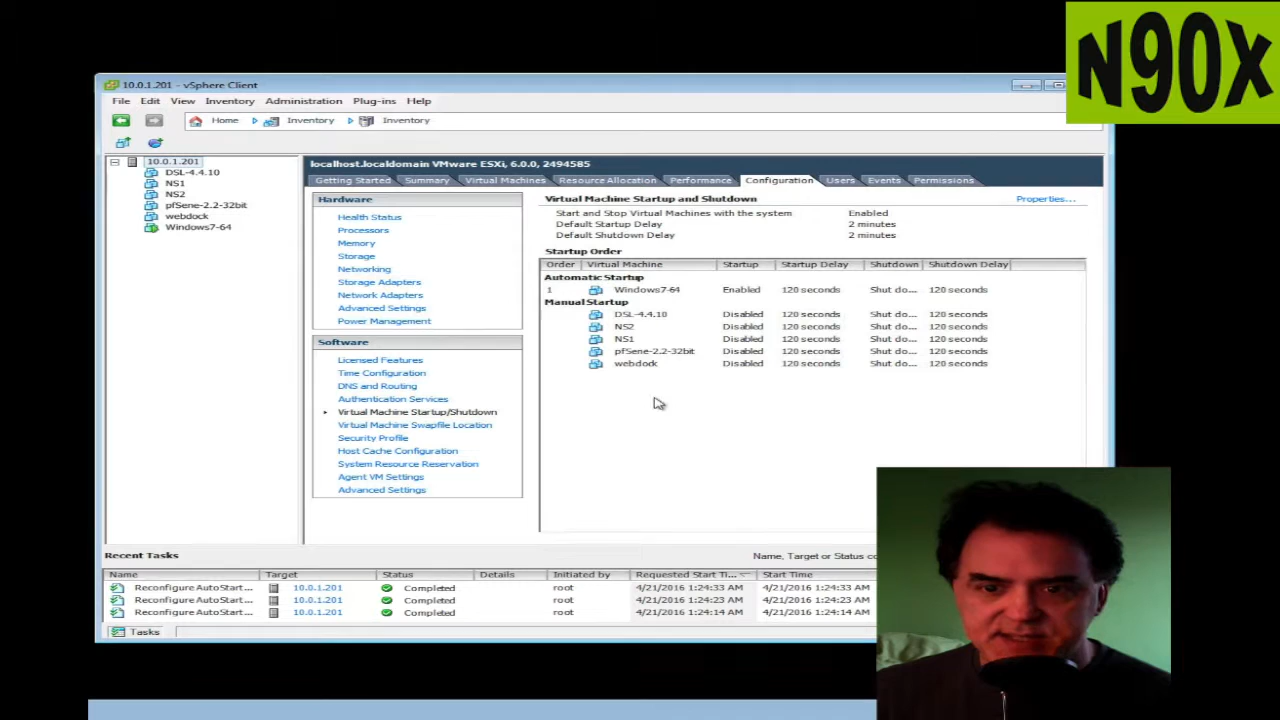 N90X
10.0.1.201 - vSphere Client
File Edit View Inventory Administration Plug-ins Help
Home Inventory Inventory
10.0.1.201
DSL-4.4.10
NS1
NS2
pfSene-2.2-32bit
webdock
Windows7-64
localhost.localdomain VMware ESXi, 6.0.0, 2494585
Getting Started Summary Virtual Machines Resource Allocation Performance Configuration Users Events Permissions
Hardware
Health Status
Processors
Memory
Storage
Networking
Storage Adapters
Network Adapters
Advanced Settings
Power Management
Software
Licensed Features
Time Configuration
DNS and Routing
Authentication Services
Virtual Machine Startup/Shutdown
Virtual Machine Swapfile Location
Security Profile
Host Cache Configuration
System Resource Reservation
Agent VM Settings
Advanced Settings
Virtual Machine Startup and Shutdown Properties...
Start and Stop Virtual Machines with the system Enabled
Default Startup Delay 2 minutes
Default Shutdown Delay 2 minutes
Startup Order
Order Virtual Machine Startup Startup Delay Shutdown Shutdown Delay
Automatic Startup
1 Windows7-64 Enabled 120 seconds Shut do... 120 seconds
Manual Startup
DSL-4.4.10 Disabled 120 seconds Shut do... 120 seconds
NS2 Disabled 120 seconds Shut do... 120 seconds
NS1 Disabled 120 seconds Shut do... 120 seconds
pfSene-2.2-32bit Disabled 120 seconds Shut do... 120 seconds
webdock Disabled 120 seconds Shut do... 120 seconds
Recent Tasks Name, Target or Status
Name Target Status Details Initiated by Requested Start Ti... Start Time
Reconfigure AutoStart... 10.0.1.201 Completed root 4/21/2016 1:24:33 AM 4/21/2016 1:24:33 AM
Reconfigure AutoStart... 10.0.1.201 Completed root 4/21/2016 1:24:23 AM 4/21/2016 1:24:23 AM
Reconfigure AutoStart... 10.0.1.201 Completed root 4/21/2016 1:24:14 AM 4/21/2016 1:24:14 AM
Tasks